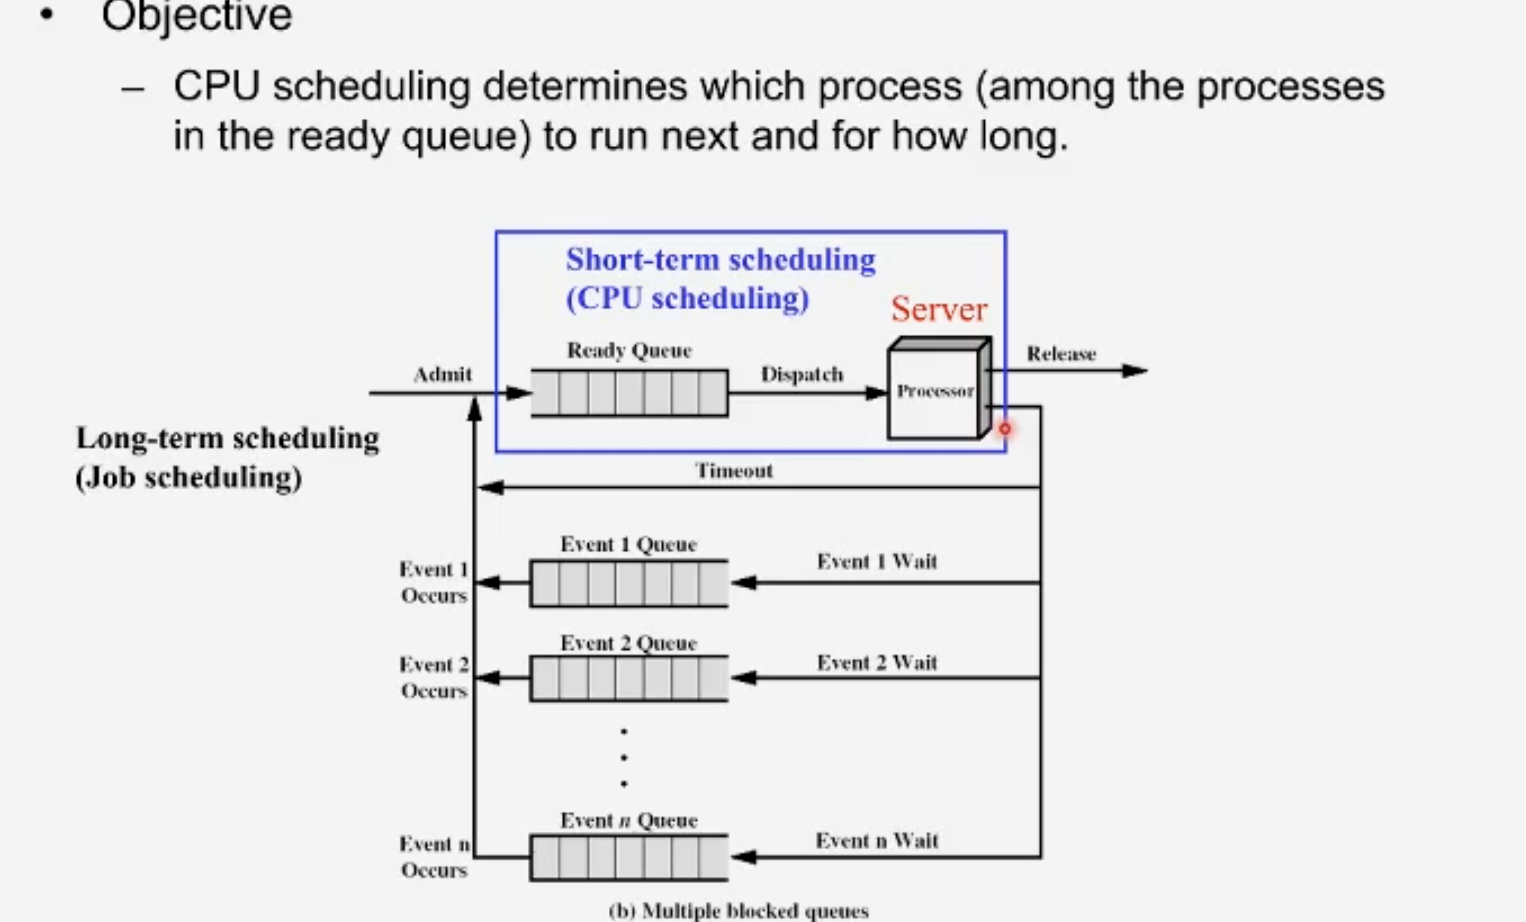 • Objective
– CPU scheduling determines which process (among the processes
in the ready queue) to run next and for how long.
Short-term scheduling
(CPU scheduling)
Server
Ready Queue
Admit
Dispatch
Processor
Release
Long-term scheduling
(Job scheduling)
Timeout
Event 1 Queue
Event 1
Occurs
Event 1 Wait
Event 2 Queue
Event 2
Occurs
Event 2 Wait
Event n Queue
Event n
Occurs
Event n Wait
(b) Multiple blocked queues